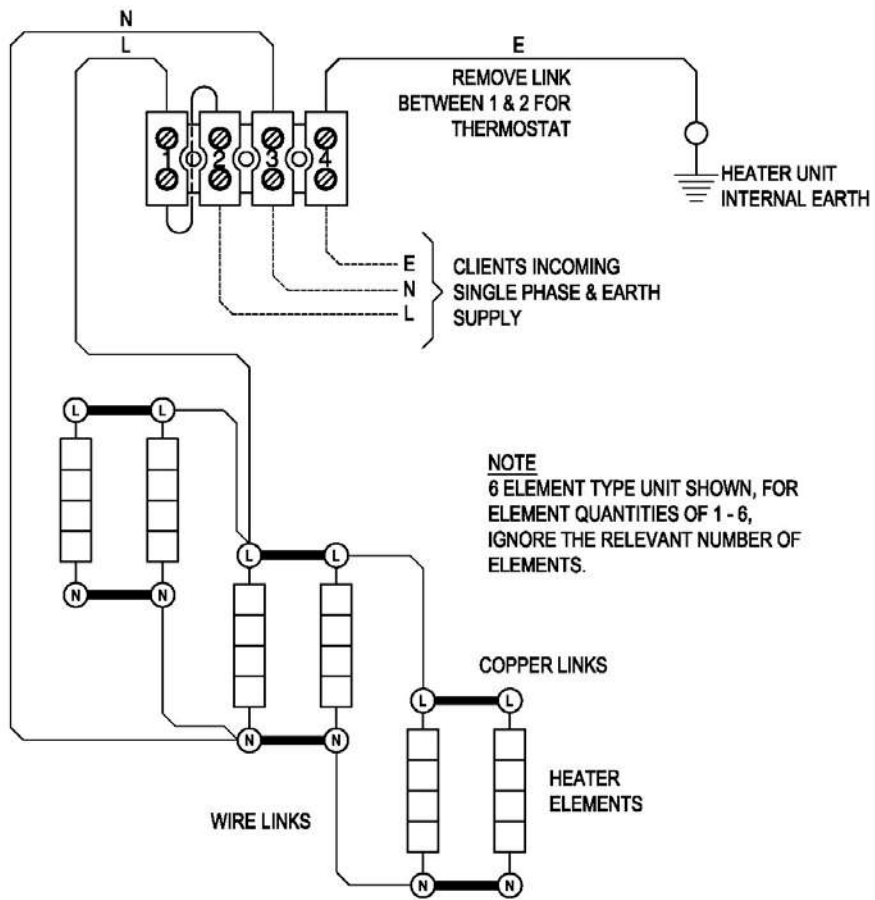 N
L
E
REMOVE LINK
BETWEEN 1 & 2 FOR
THERMOSTAT
1 2 3 4
HEATER UNIT
INTERNAL EARTH
E
N
L
CLIENTS INCOMING
SINGLE PHASE & EARTH
SUPPLY
L L
NOTE
6 ELEMENT TYPE UNIT SHOWN, FOR
ELEMENT QUANTITIES OF 1 - 6,
IGNORE THE RELEVANT NUMBER OF
ELEMENTS.
L L
N N
COPPER LINKS
L L
N N
HEATER
ELEMENTS
WIRE LINKS
N N